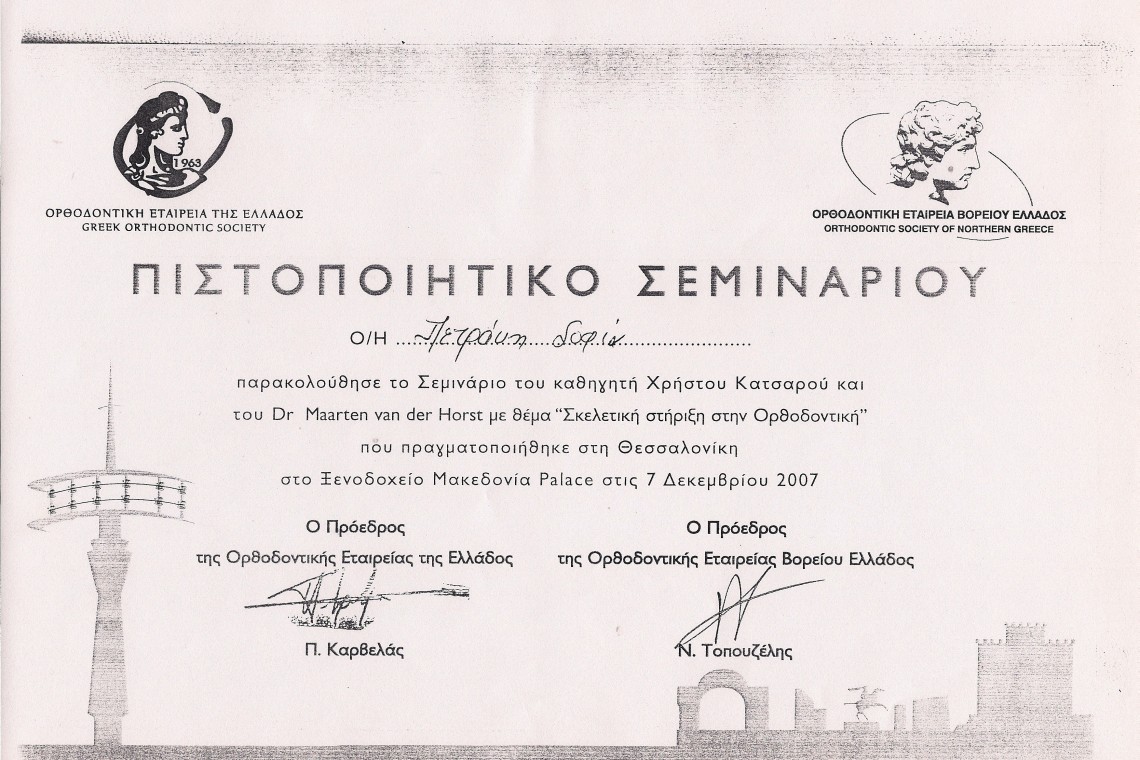 1963
ΟΡΘΟΔΟΝΤΙΚΗ ΕΤΑΙΡΕΙΑ ΤΗΣ ΕΛΛΑΔΟΣ
GREEK ORTHODONTIC SOCIETY
ΟΡΘΟΔΟΝΤΙΚΗ ΕΤΑΙΡΕΙΑ ΒΟΡΕΙΟΥ ΕΛΛΑΔΟΣ
ORTHODONTIC SOCIETY OF NORTHERN GREECE
ΠΙΣΤΟΠΟΙΗΤΙΚΟ ΣΕΜΙΝΑΡΙΟΥ
Ο/Η ....Πετράκη....Σοφία.........................
παρακολούθησε το Σεμινάριο του καθηγητή Χρήστου Κατσαρού και
του Dr Maarten van der Horst με θέμα “Σκελετική στήριξη στην Ορθοδοντική”
που πραγματοποιήθηκε στη Θεσσαλονίκη
στο Ξενοδοχείο Μακεδονία Palace στις 7 Δεκεμβρίου 2007
Ο Πρόεδρος
της Ορθοδοντικής Εταιρείας της Ελλάδος
Π. Καρβελάς
Ο Πρόεδρος
της Ορθοδοντικής Εταιρείας Βορείου Ελλάδος
Ν. Τοπουζέλης